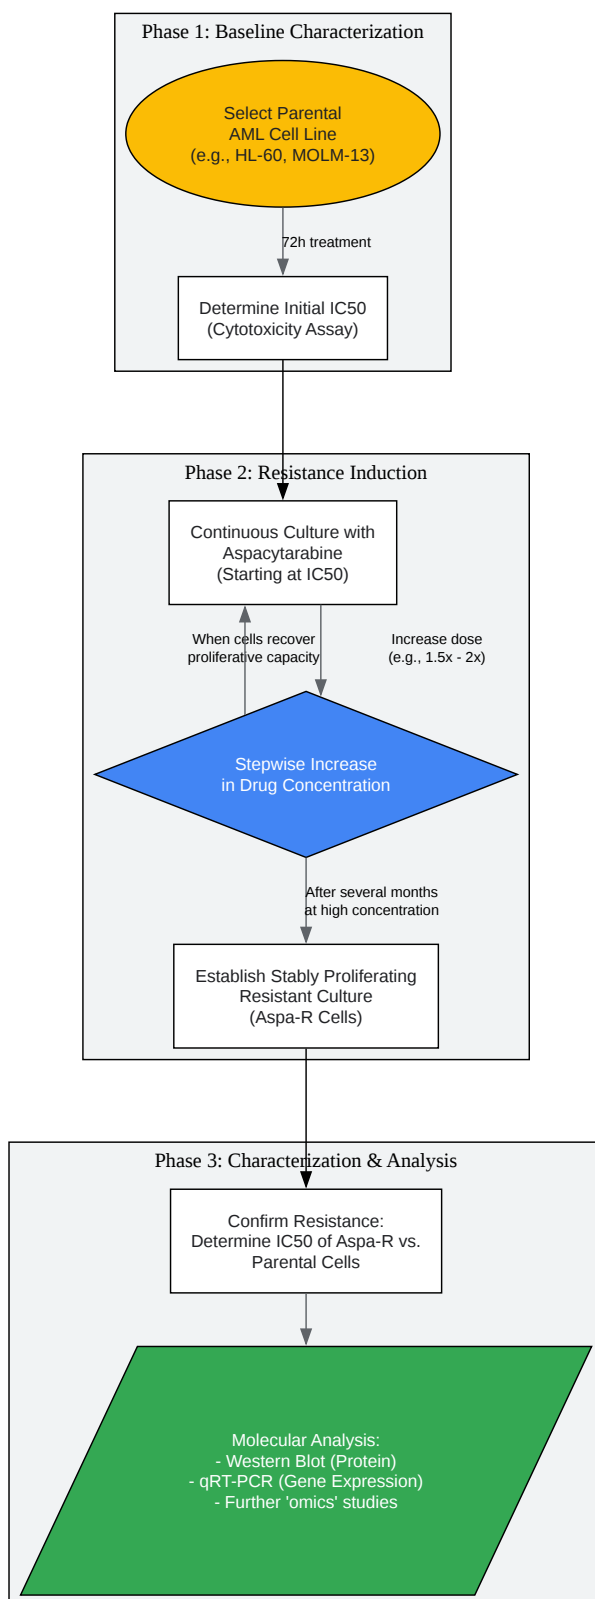 Phase 1: Baseline Characterization
Select Parental
AML Cell Line
(e.g., HL-60, MOLM-13)
72h treatment
Determine Initial IC50
(Cytotoxicity Assay)
Phase 2: Resistance Induction
Continuous Culture with
Aspacytarabine
(Starting at IC50)
When cells recover
proliferative capacity
Increase dose
(e.g., 1.5x - 2x)
Stepwise Increase
in Drug Concentration
After several months
at high concentration
Establish Stably Proliferating
Resistant Culture
(Aspa-R Cells)
Phase 3: Characterization & Analysis
Confirm Resistance:
Determine IC50 of Aspa-R vs.
Parental Cells
Molecular Analysis:
- Western Blot (Protein)
- qRT-PCR (Gene Expression)
- Further 'omics' studies